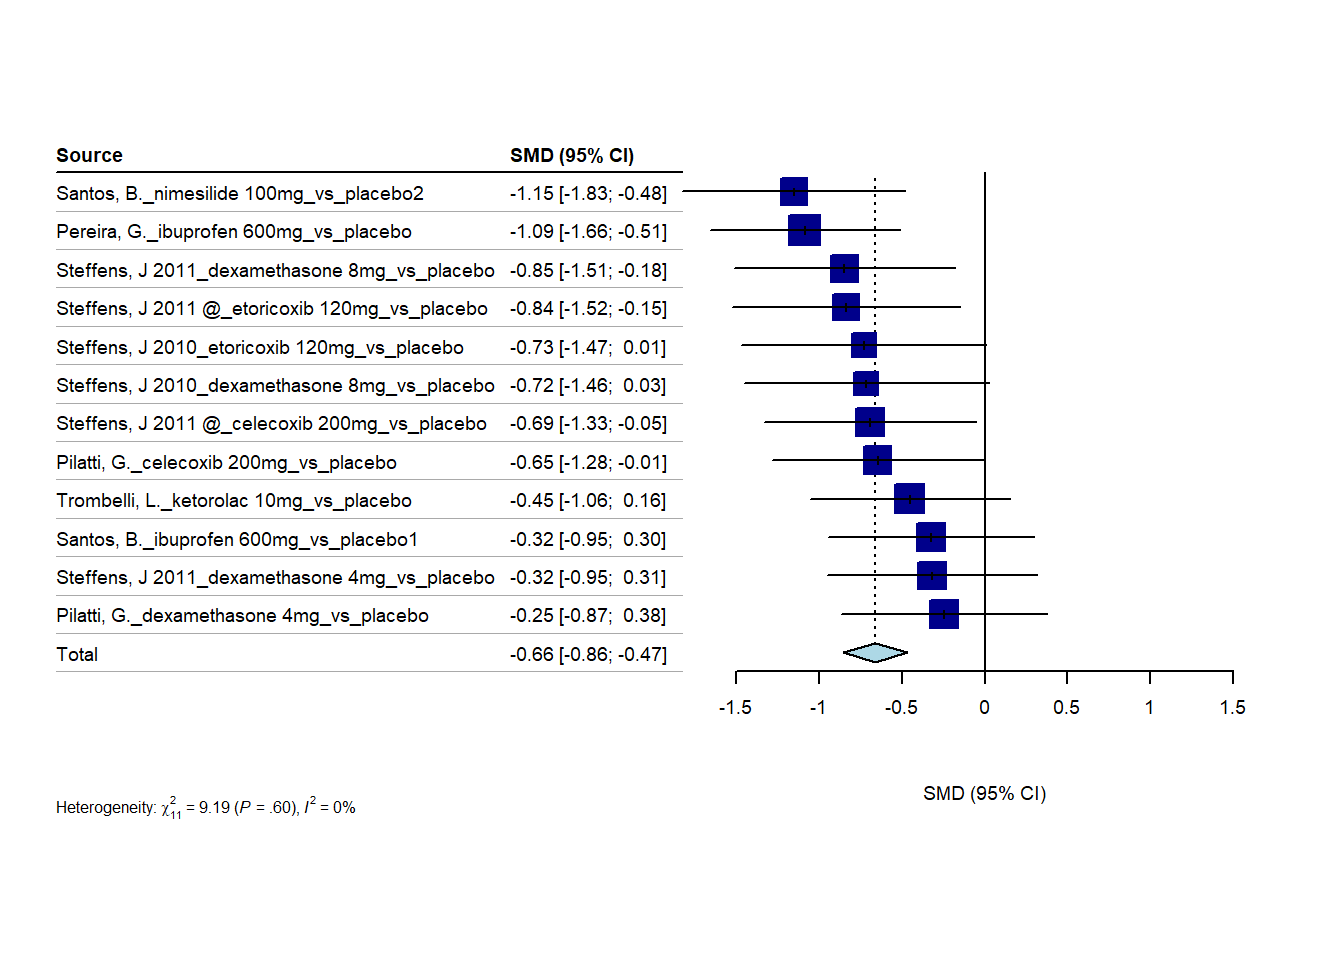 Source SMD (95% CI)
Santos, B._nimesilide 100mg_vs_placebo2 -1.15 [-1.83; -0.48]
Pereira, G._ibuprofen 600mg_vs_placebo -1.09 [-1.66; -0.51]
Steffens, J 2011_dexamethasone 8mg_vs_placebo -0.85 [-1.51; -0.18]
Steffens, J 2011 @_etoricoxib 120mg_vs_placebo -0.84 [-1.52; -0.15]
Steffens, J 2010_etoricoxib 120mg_vs_placebo -0.73 [-1.47; 0.01]
Steffens, J 2010_dexamethasone 8mg_vs_placebo -0.72 [-1.46; 0.03]
Steffens, J 2011 @_celecoxib 200mg_vs_placebo -0.69 [-1.33; -0.05]
Pilatti, G._celecoxib 200mg_vs_placebo -0.65 [-1.28; -0.01]
Trombelli, L._ketorolac 10mg_vs_placebo -0.45 [-1.06; 0.16]
Santos, B._ibuprofen 600mg_vs_placebo1 -0.32 [-0.95; 0.30]
Steffens, J 2011_dexamethasone 4mg_vs_placebo -0.32 [-0.95; 0.31]
Pilatti, G._dexamethasone 4mg_vs_placebo -0.25 [-0.87; 0.38]
Total -0.66 [-0.86; -0.47]
-1.5 -1 -0.5 0 0.5 1 1.5
SMD (95% CI)
Heterogeneity: χ²₁₁ = 9.19 (P = .60), I² = 0%